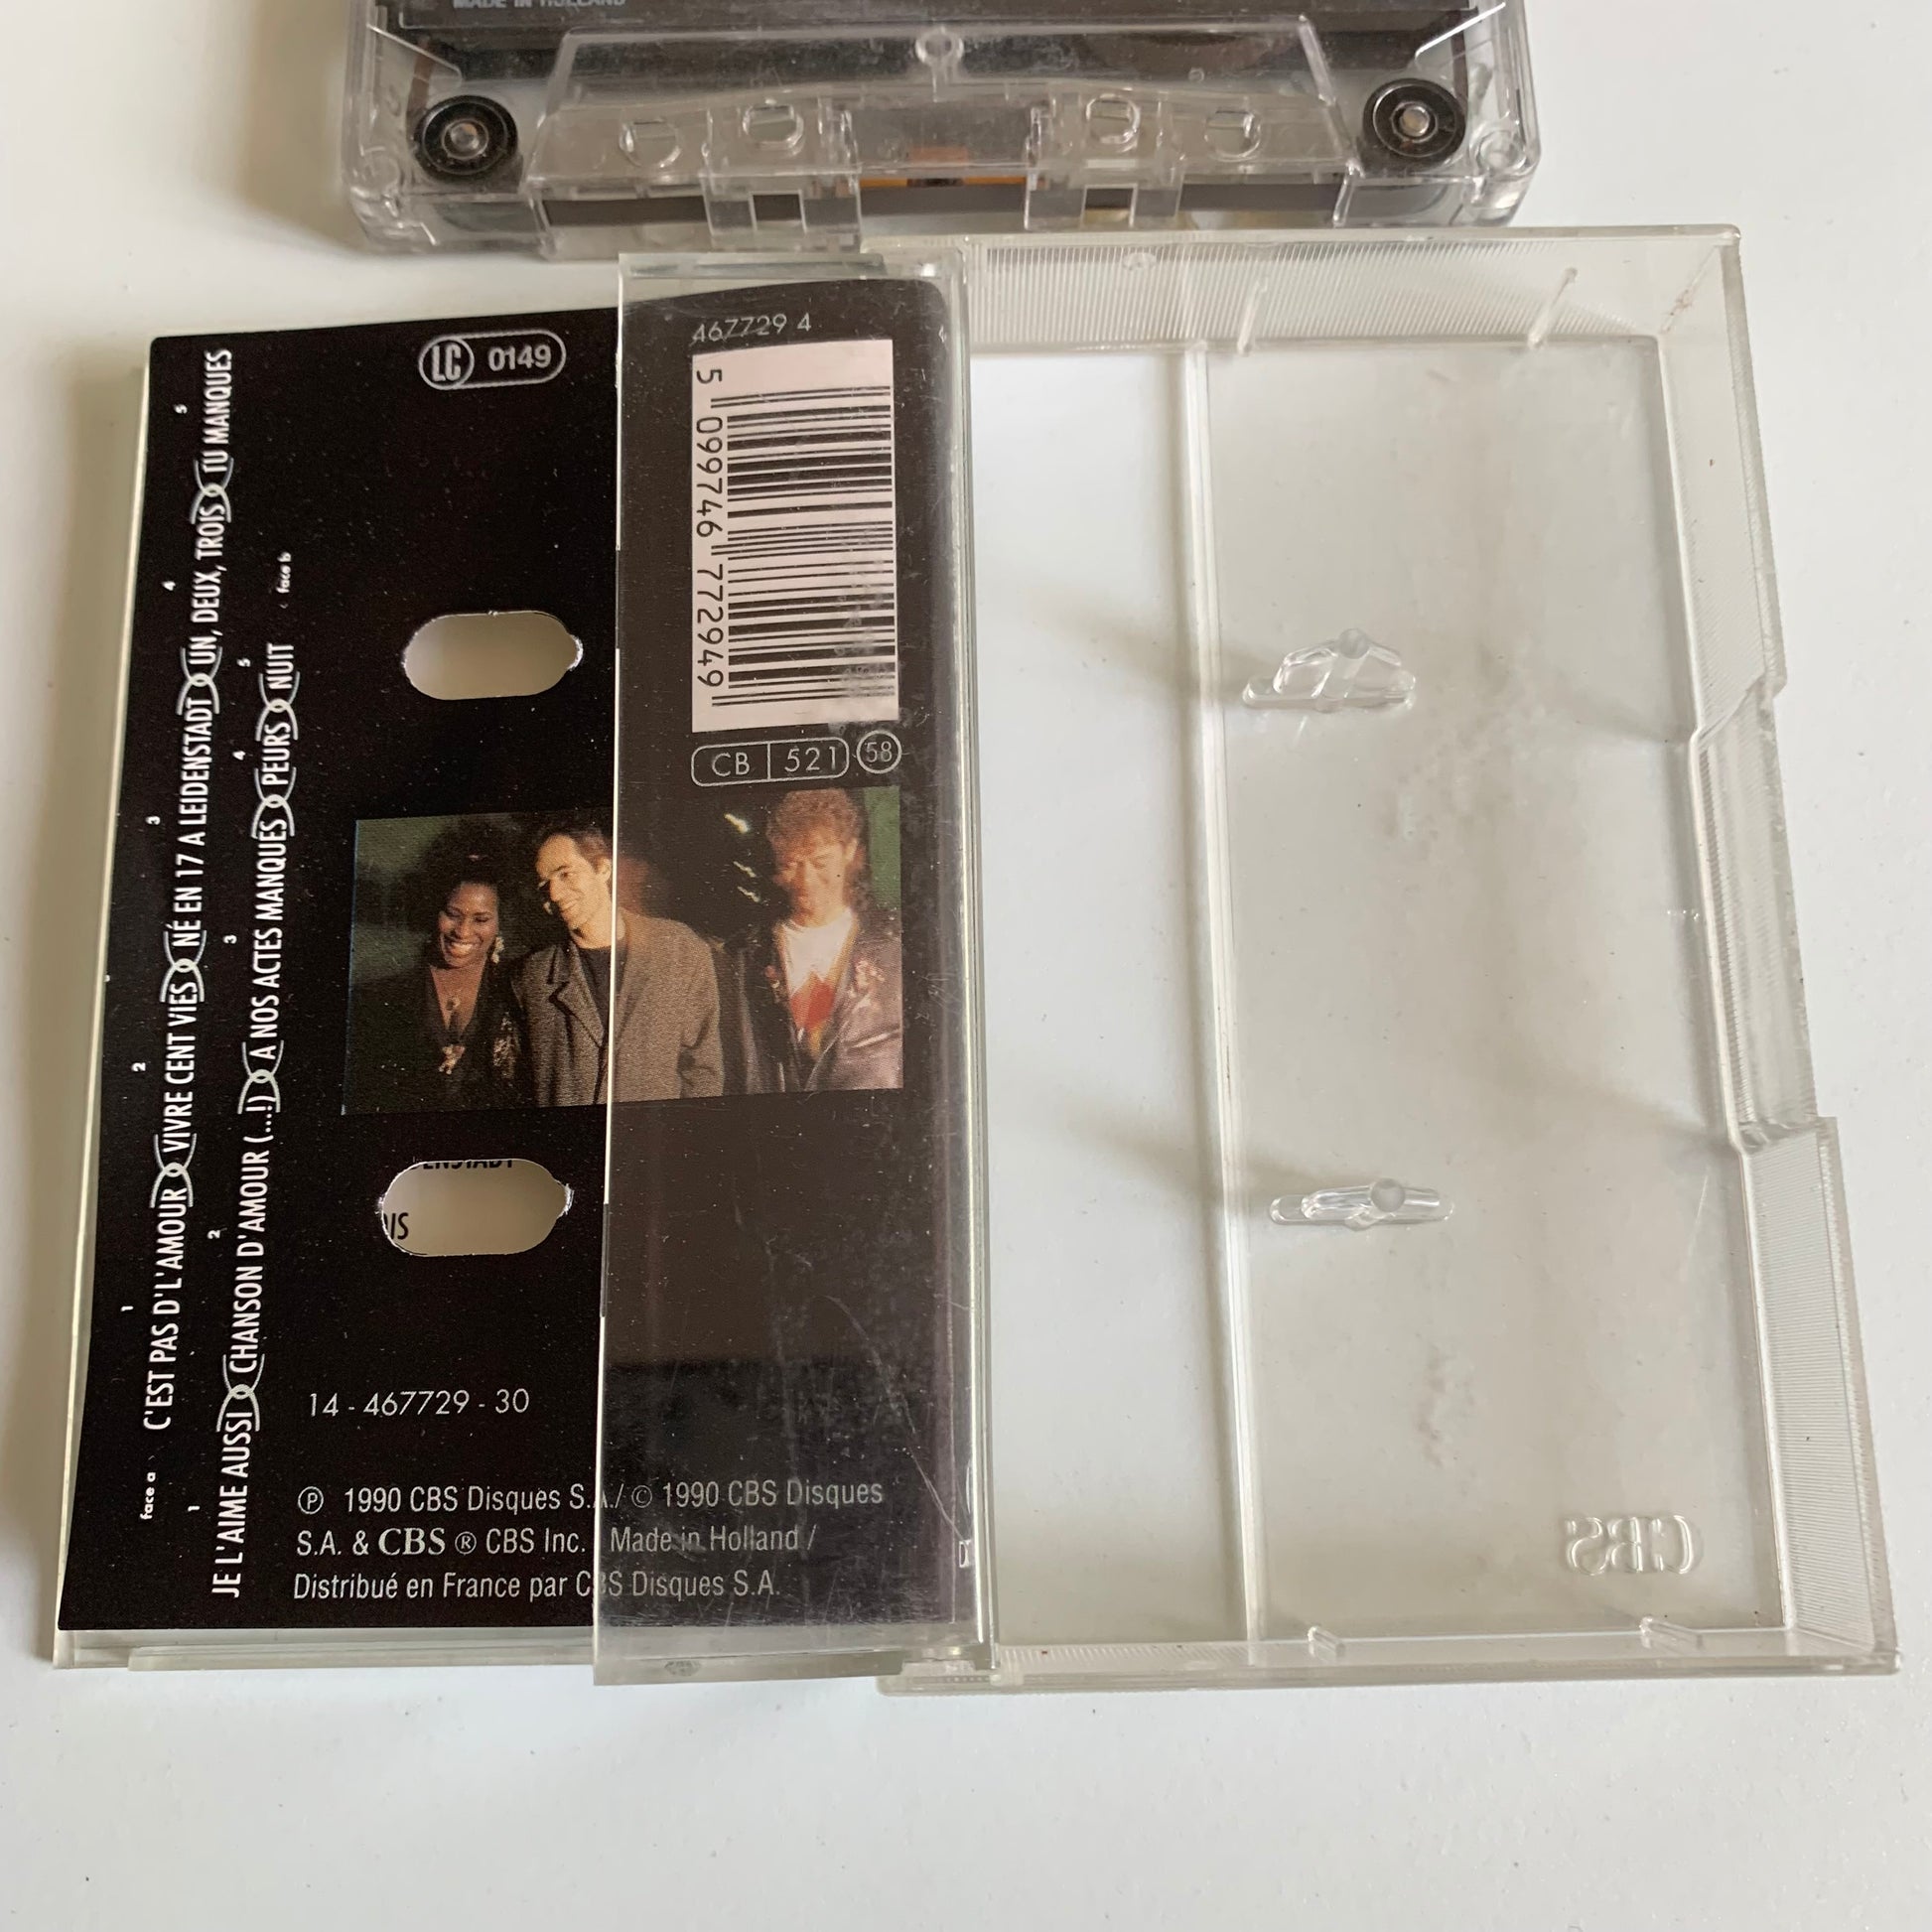 MADE IN HOLLAND
LC 0149
467729 4
5 099746 772949
CB 521 58
face a
1 2 3 4 5
C'EST PAS D'L'AMOUR VIVRE CENT VIES NÉ EN 17 A LEIDENSTADT UN, DEUX, TROIS TU MANQUES
1 2 3 4 5
JE L'AIME AUSSI CHANSON D'AMOUR (...!) A NOS ACTES MANQUES PEURS NUIT
face b
ENSTADT
IS
14 - 467729 - 30
Ⓟ 1990 CBS Disques S.A./ © 1990 CBS Disques
S.A. & CBS ® CBS Inc. Made in Holland /
Distribué en France par CBS Disques S.A.
CBS